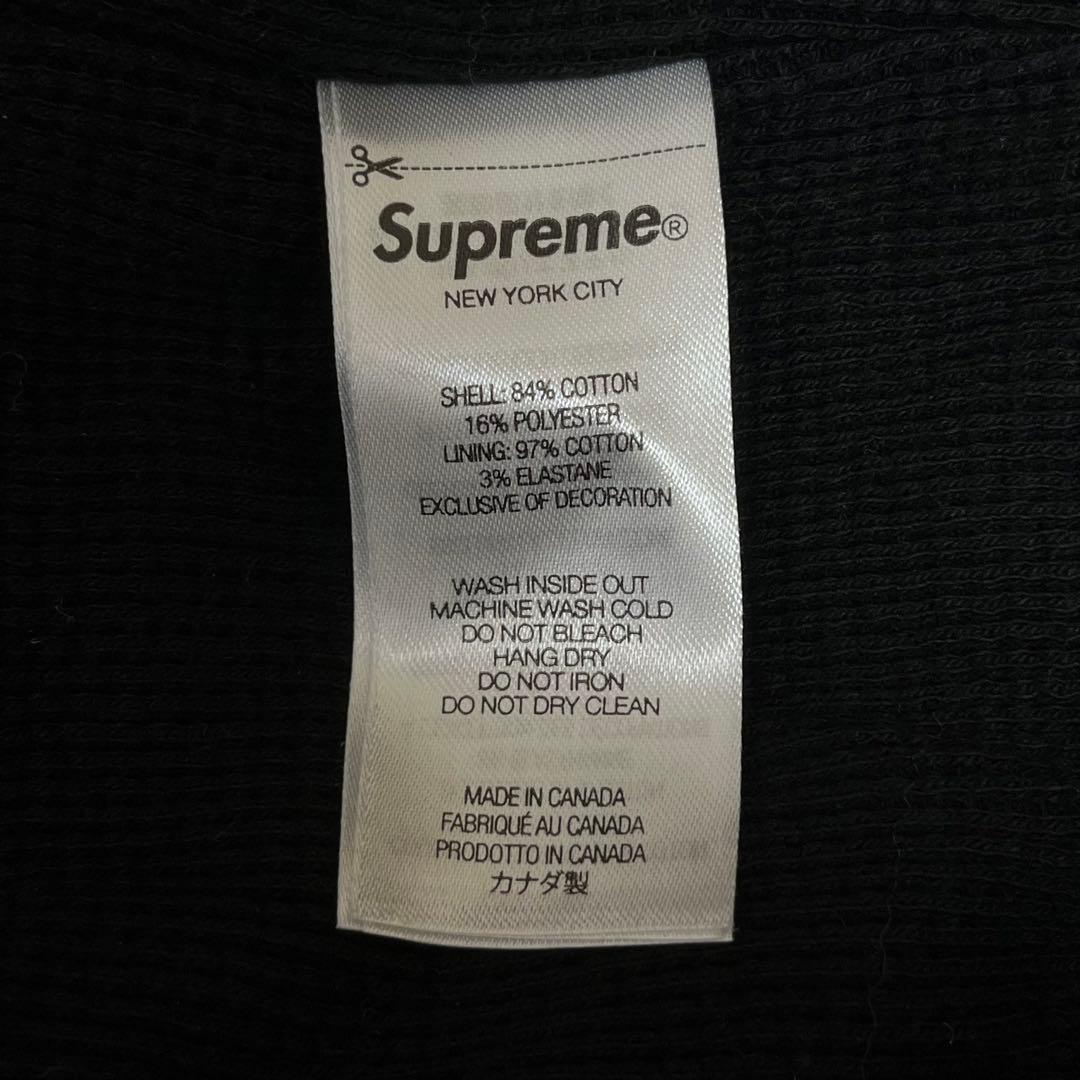 Supreme®
NEW YORK CITY
SHELL: 84% COTTON
16% POLYESTER
LINING: 97% COTTON
3% ELASTANE
EXCLUSIVE OF DECORATION
WASH INSIDE OUT
MACHINE WASH COLD
DO NOT BLEACH
HANG DRY
DO NOT IRON
DO NOT DRY CLEAN
MADE IN CANADA
FABRIQUÉ AU CANADA
PRODOTTO IN CANADA
カナダ製